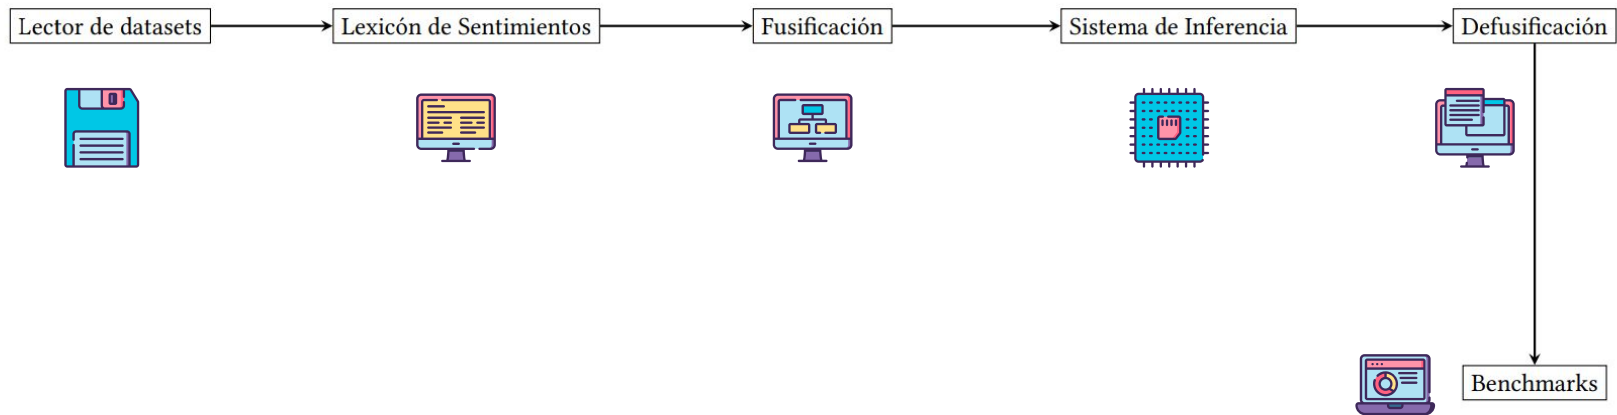 Lector de datasets
Lexicón de Sentimientos
Fusificación
Sistema de Inferencia
Defusificación
Benchmarks